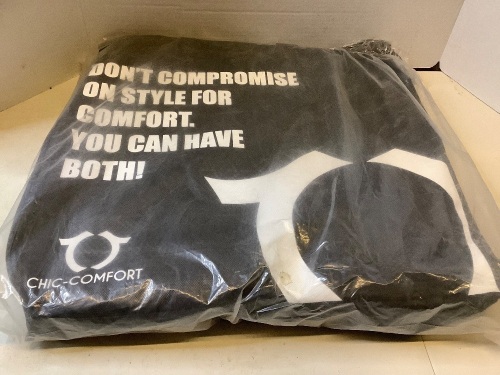 DON'T COMPROMISE
ON STYLE FOR
COMFORT.
YOU CAN HAVE
BOTH!
CHIC-COMFORT